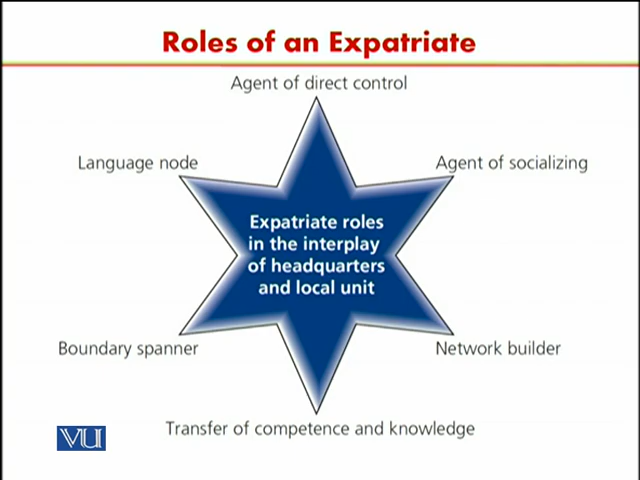 Roles of an Expatriate
Agent of direct control
Language node
Agent of socializing
Expatriate roles
in the interplay
of headquarters
and local unit
Boundary spanner
Network builder
Transfer of competence and knowledge
VU